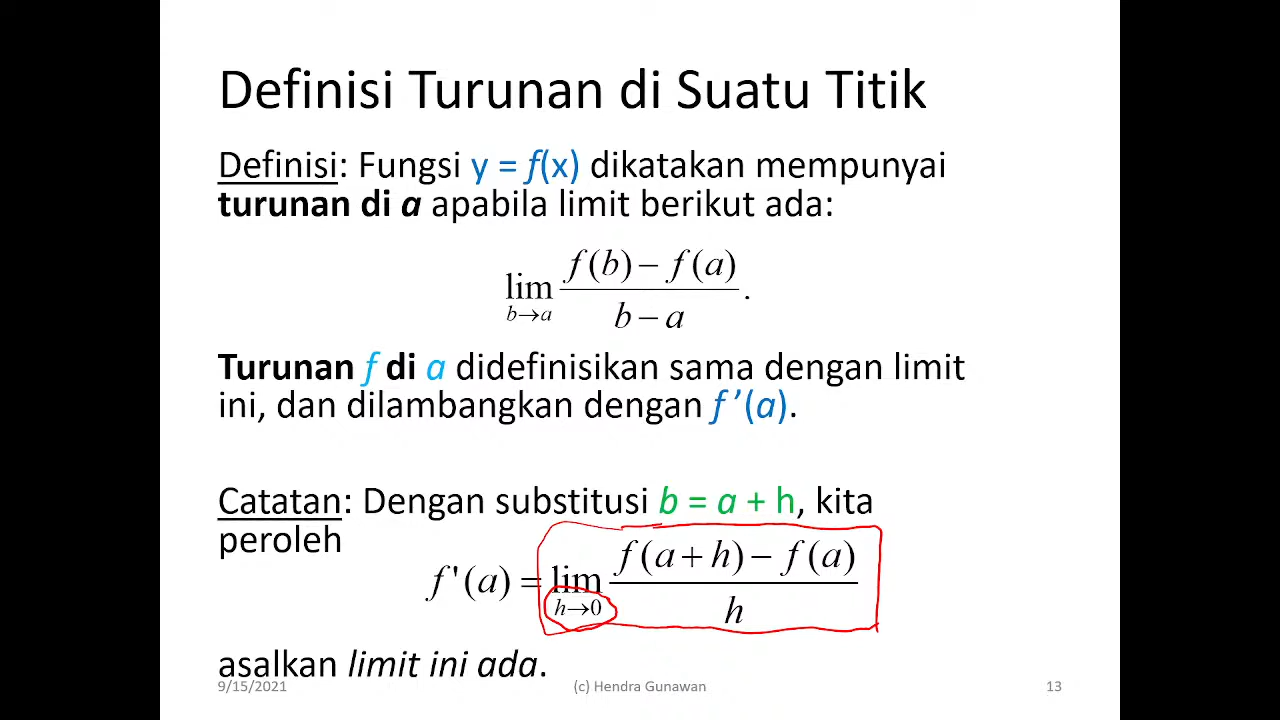 Definisi Turunan di Suatu Titik
Definisi: Fungsi y = f(x) dikatakan mempunyai
turunan di a apabila limit berikut ada:
lim b→a f(b) − f(a) / b − a .
Turunan f di a didefinisikan sama dengan limit
ini, dan dilambangkan dengan f ’(a).
Catatan: Dengan substitusi b = a + h, kita
peroleh
f '(a) = lim h→0 f(a + h) − f(a) / h
asalkan limit ini ada.
9/15/2021 (c) Hendra Gunawan 13